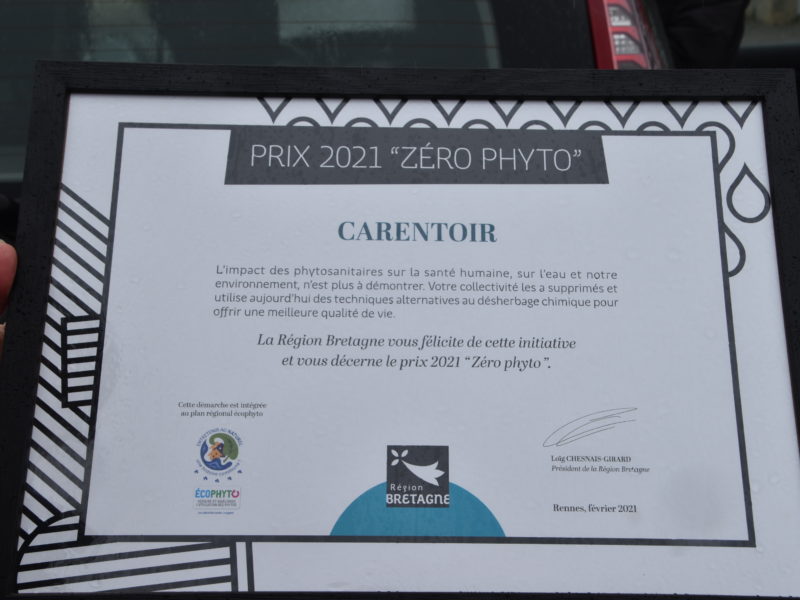 PRIX 2021 “ZÉRO PHYTO”
CARENTOIR
L'impact des phytosanitaires sur la santé humaine, sur l'eau et notre
environnement, n'est plus à démontrer. Votre collectivité les a supprimés et
utilise aujourd'hui des techniques alternatives au désherbage chimique pour
offrir une meilleure qualité de vie.
La Région Bretagne vous félicite de cette initiative
et vous décerne le prix 2021 “Zéro phyto”.
Cette démarche est intégrée
au plan régional écophyto
ÉCOPHYTO
Région
BRETAGNE
Loïg CHESNAIS-GIRARD
Président de la Région Bretagne
Rennes, février 2021